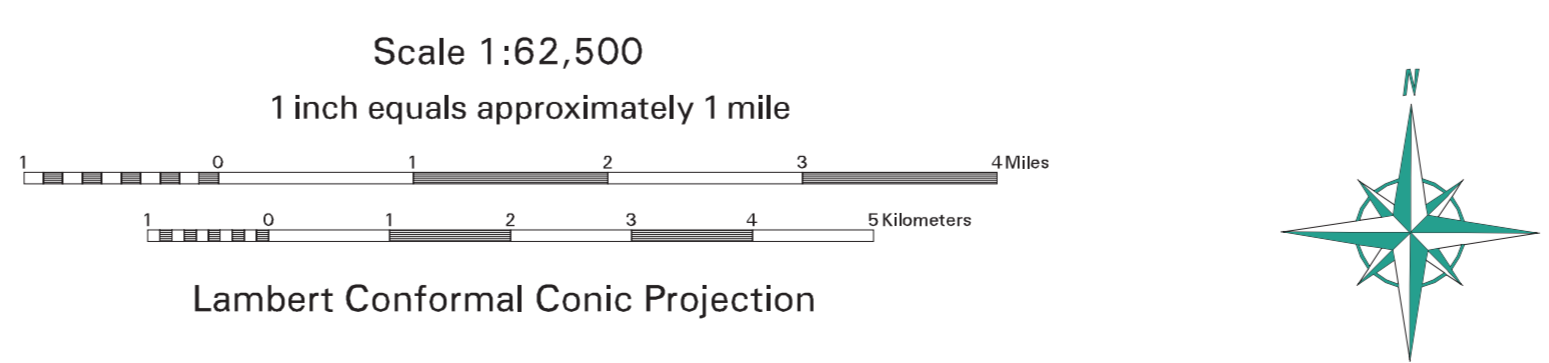 Scale 1:62,500
N
1 inch equals approximately 1 mile
1 0 1 2 3 4 Miles
1 0 1 2 3 4 5 Kilometers
Lambert Conformal Conic Projection